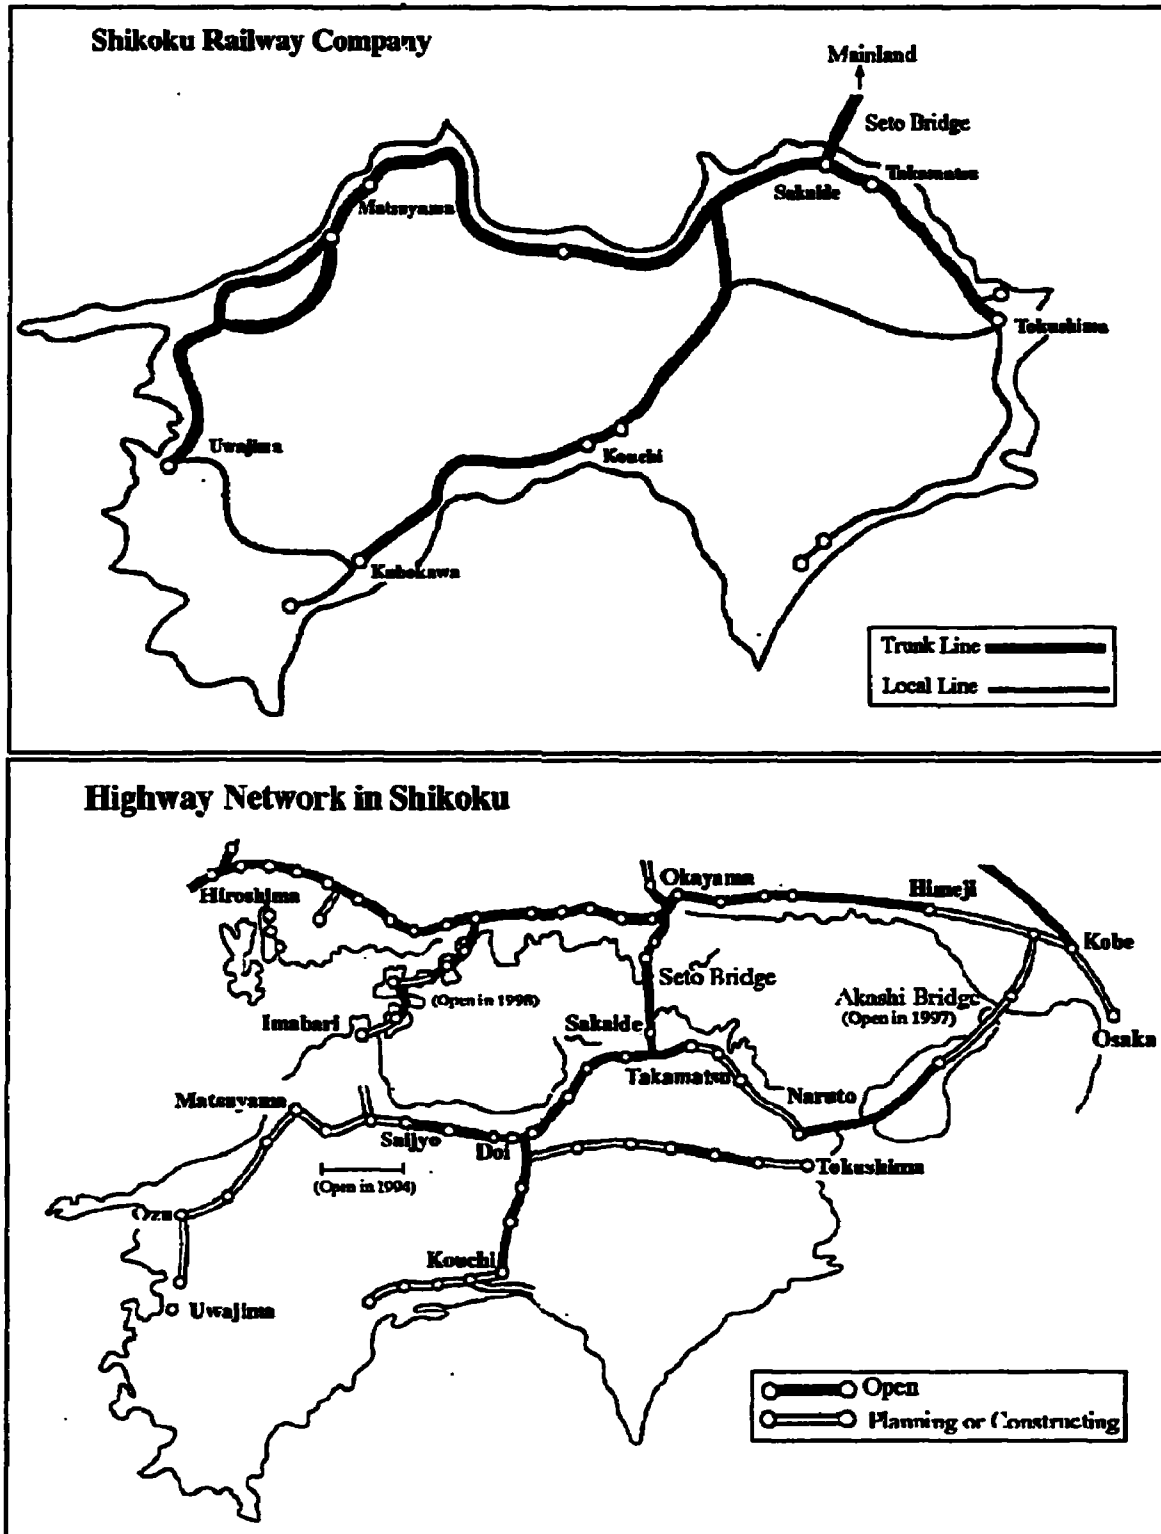 Shikoku Railway Company
Mainland
Seto Bridge
Takamatsu
Sakaide
Matsuyama
Tokushima
Uwajima
Kouchi
Kubokawa
Trunk Line
Local Line
Highway Network in Shikoku
Okayama
Himeji
Hiroshima
Kobe
Seto Bridge
Akashi Bridge
(Open in 1998)
(Open in 1997)
Imabari
Sakaide
Osaka
Takamatsu
Naruto
Matsuyama
Saijyo
Doi
Tokushima
(Open in 1994)
Ozu
Kouchi
Uwajima
Open
Planning or Constructing